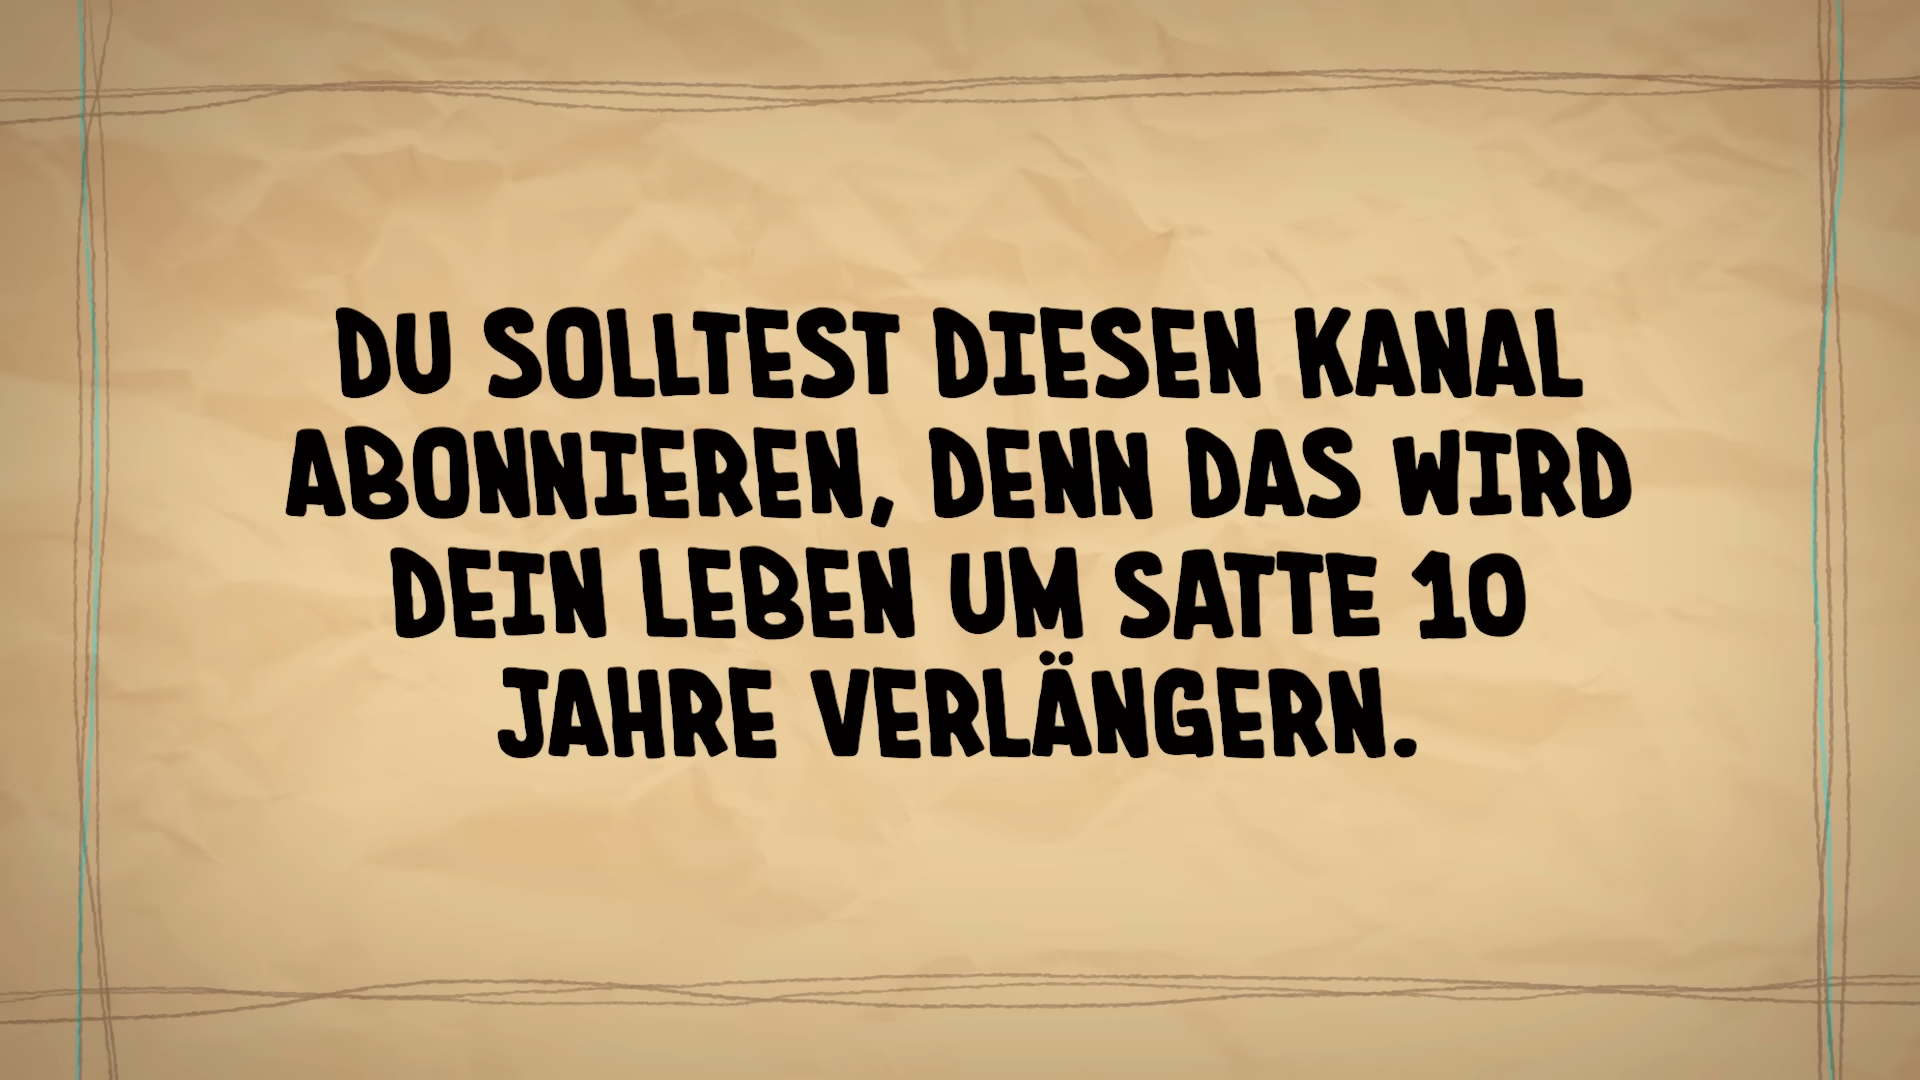 DU SOLLTEST DIESEN KANAL
ABONNIEREN, DENN DAS WIRD
DEIN LEBEN UM SATTE 10
JAHRE VERLÄNGERN.